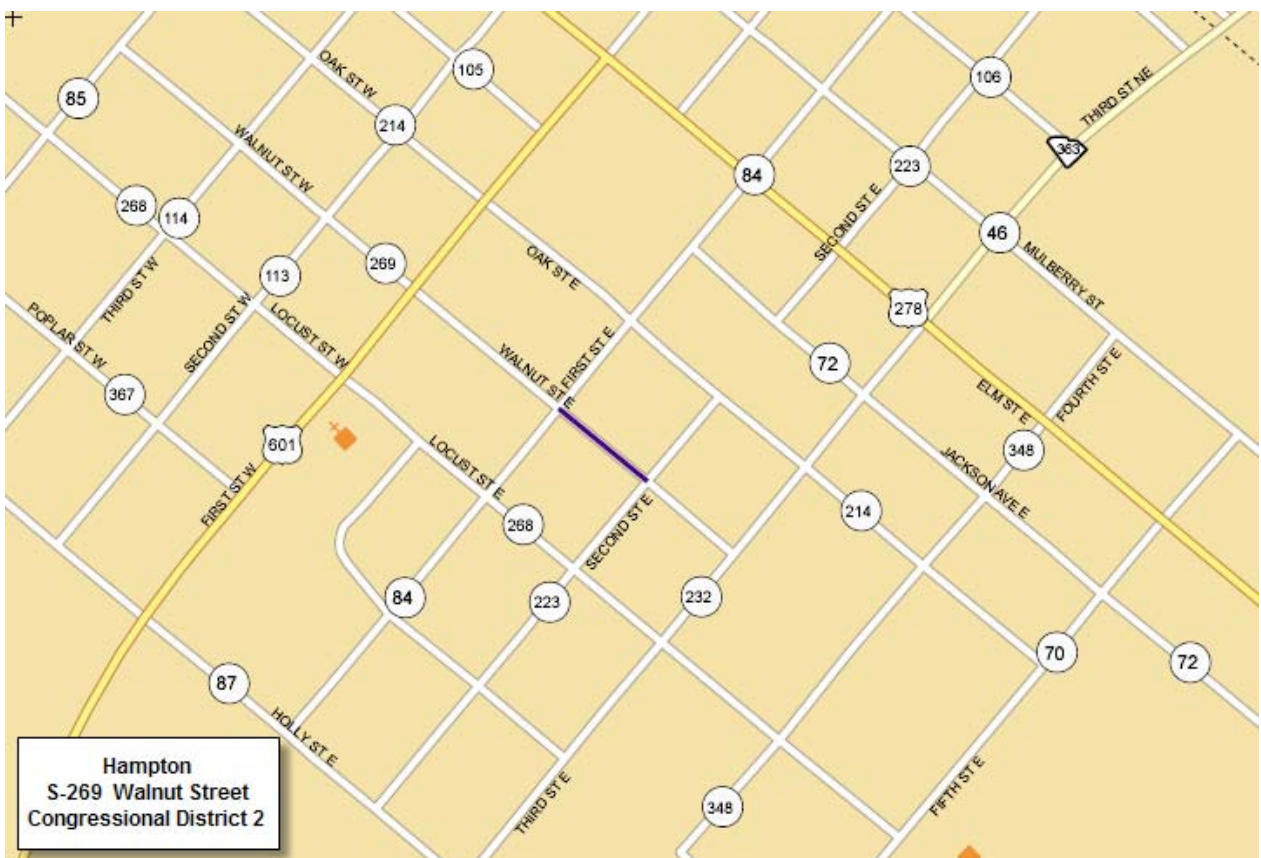 105
106
THIRD ST NE
OAK ST W
85
214
363
WALNUT ST W
84
223
SECOND ST E
268
114
46
MULBERRY ST
269
OAK ST E
113
THIRD ST W
278
SECOND ST W
LOCUST ST W
POPLAR ST W
FIRST ST E
WALNUT ST E
72
ELM ST E
FOURTH ST E
367
601
348
FIRST ST W
LOCUST ST E
JACKSON AVE E
214
268
SECOND ST E
84
223
232
70
72
87
HOLLY ST E
THIRD ST E
348
FIFTH ST E
Hampton
S-269 Walnut Street
Congressional District 2